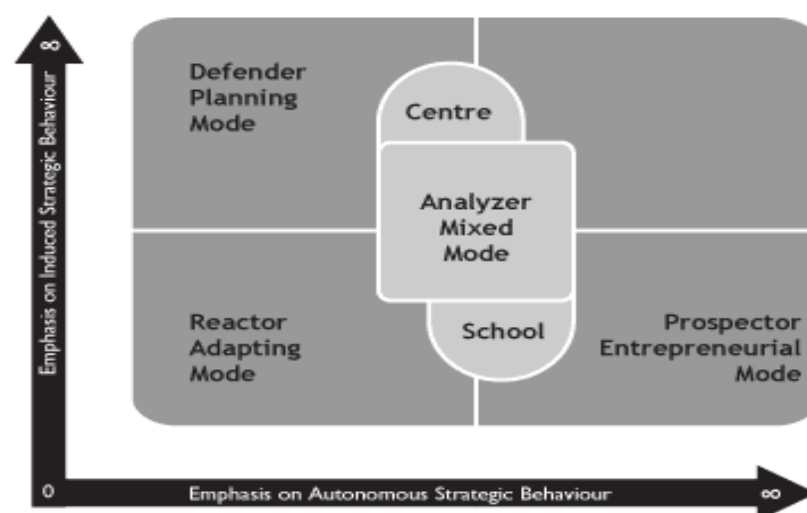 ∞
Emphasis on Induced Strategic Behaviour
Defender
Planning
Mode
Centre
Analyzer
Mixed
Mode
Reactor
Adapting
Mode
School
Prospector
Entrepreneurial
Mode
0
Emphasis on Autonomous Strategic Behaviour
∞